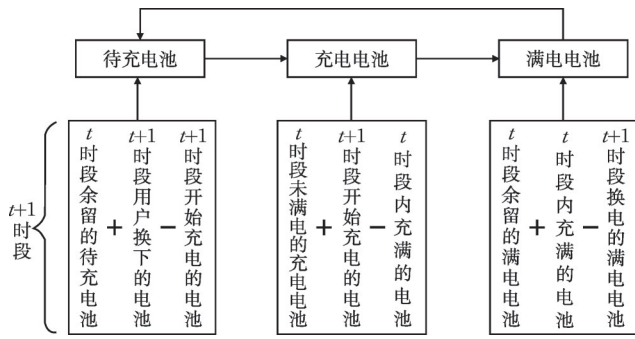 待充电池
充电电池
满电电池
t+1
时段
t时段余留的待充电池
+
t+1时段用户换下的电池
−
t+1时段开始充电的电池
t时段未满电的充电电池
+
t+1时段开始充电的电池
−
t时段内充满的电池
t时段余留的满电电池
+
t时段内充满的电池
−
t+1时段换电的满电电池